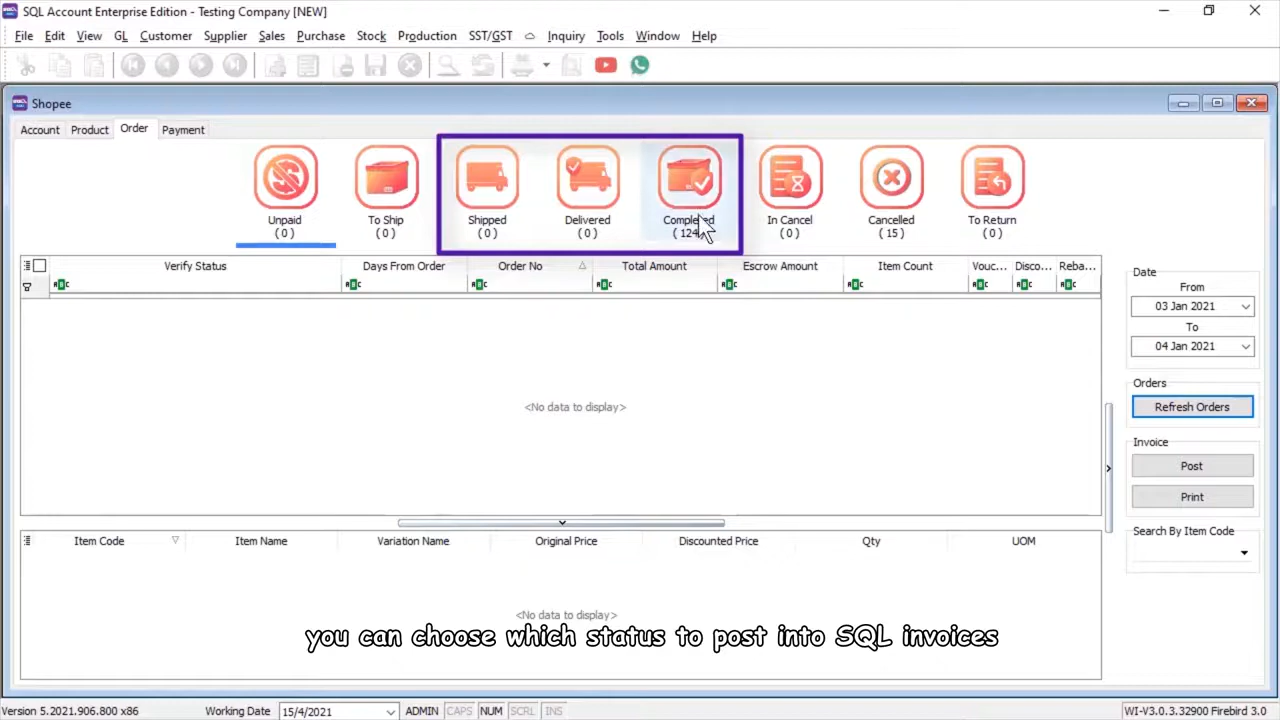 SQL Account Enterprise Edition - Testing Company [NEW]
File Edit View GL Customer Supplier Sales Purchase Stock Production SST/GST Inquiry Tools Window Help
Shopee
Account Product Order Payment
Unpaid To Ship Shipped Delivered In Cancel Cancelled To Return
( 0 ) ( 0 ) ( 0 ) ( 0 ) ( 124 ( 0 ) ( 15 ) ( 0 )
Verify Status Days From Order Order No Total Amount Escrow Amount Item Count Vouc... Disco... Reba...
<No data to display>
Date
From
03 Jan 2021
To
04 Jan 2021
Orders
Refresh Orders
Invoice
Post
Print
Search By Item Code
Item Code Item Name Variation Name Original Price Discounted Price Qty UOM
<No data to display>
you can choose which status to post into SQL invoices
Version 5.2021.906.800 x86 Working Date 15/4/2021 ADMIN CAPS NUM SCRL INS WI-V3.0.3.32900 Firebird 3.0